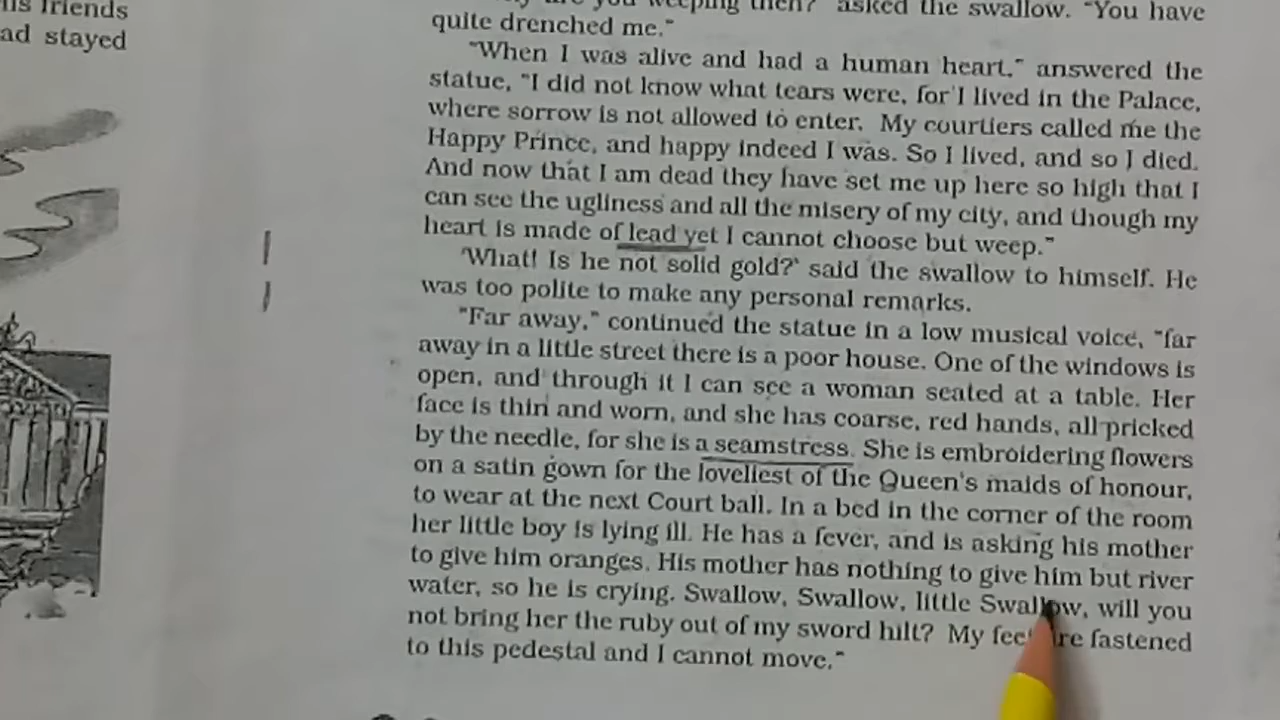 friends
ad stayed
you weeping then?" asked the swallow. "You have
quite drenched me."
"When I was alive and had a human heart," answered the
statue, "I did not know what tears were, for I lived in the Palace,
where sorrow is not allowed to enter. My courtiers called me the
Happy Prince, and happy indeed I was. So I lived, and so I died.
And now that I am dead they have set me up here so high that I
can see the ugliness and all the misery of my city, and though my
heart is made of lead yet I cannot choose but weep."
'What! Is he not solid gold?' said the swallow to himself. He
was too polite to make any personal remarks.
"Far away," continued the statue in a low musical voice, "far
away in a little street there is a poor house. One of the windows is
open, and through it I can see a woman seated at a table. Her
face is thin and worn, and she has coarse, red hands, all pricked
by the needle, for she is a seamstress. She is embroidering flowers
on a satin gown for the loveliest of the Queen's maids of honour,
to wear at the next Court ball. In a bed in the corner of the room
her little boy is lying ill. He has a fever, and is asking his mother
to give him oranges. His mother has nothing to give him but river
water, so he is crying. Swallow, Swallow, little Swallow, will you
not bring her the ruby out of my sword hilt? My feet are fastened
to this pedestal and I cannot move."